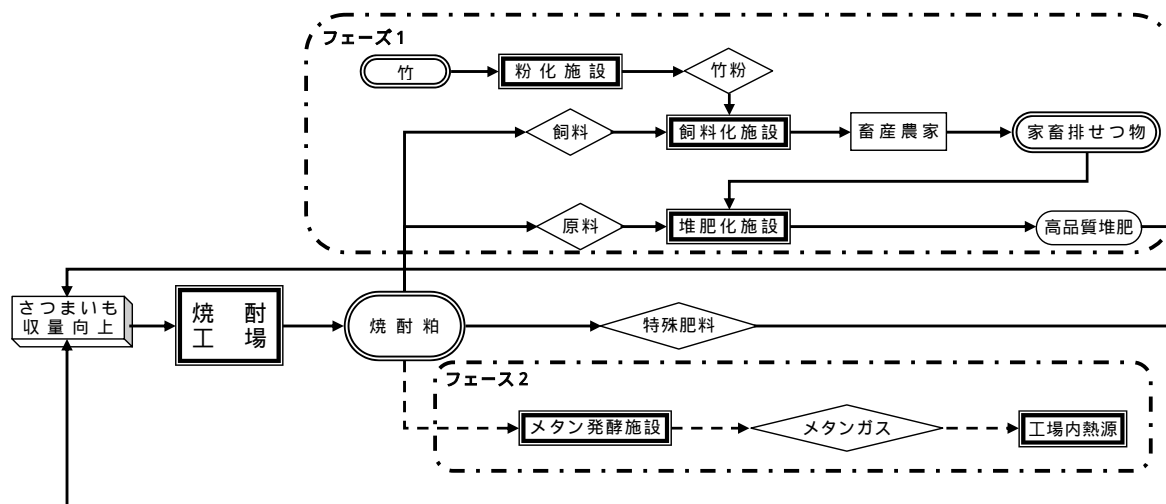 フェーズ1
竹
粉化施設
竹粉
飼料
飼料化施設
畜産農家
家畜排せつ物
原料
堆肥化施設
高品質堆肥
さつまいも
収量向上
焼酎
工場
焼酎粕
特殊肥料
フェース2
メタン発酵施設
メタンガス
工場内熱源